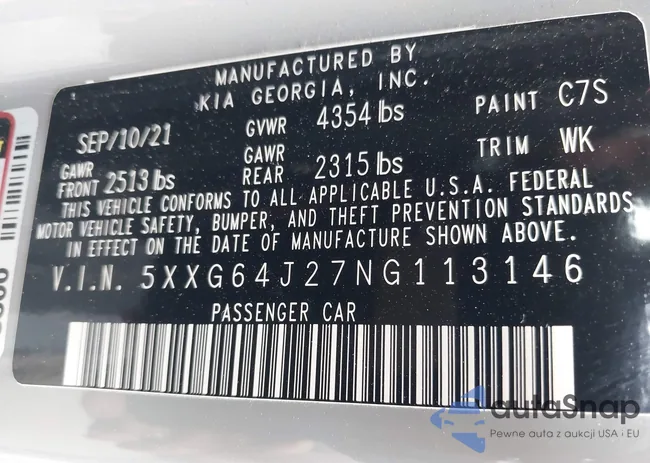 MANUFACTURED BY
KIA GEORGIA, INC.
SEP/10/21 GVWR 4354 lbs PAINT C7S
GAWR FRONT 2513 lbs GAWR REAR 2315 lbs TRIM WK
THIS VEHICLE CONFORMS TO ALL APPLICABLE U.S.A. FEDERAL
MOTOR VEHICLE SAFETY, BUMPER, AND THEFT PREVENTION STANDARDS
IN EFFECT ON THE DATE OF MANUFACTURE SHOWN ABOVE.
V.I.N. 5XXG64J27NG113146
PASSENGER CAR
autoSnap
Pewne auta z aukcji USA i EU